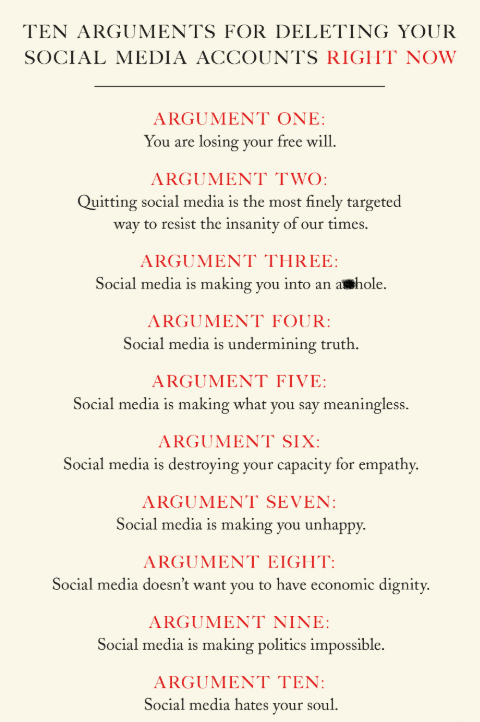 TEN ARGUMENTS FOR DELETING YOUR
SOCIAL MEDIA ACCOUNTS RIGHT NOW
ARGUMENT ONE:
You are losing your free will.
ARGUMENT TWO:
Quitting social media is the most finely targeted
way to resist the insanity of our times.
ARGUMENT THREE:
Social media is making you into an
ARGUMENT FOUR:
Social media is undermining truth.
ARGUMENT FIVE:
Social media is making what you say meaningless.
ARGUMENT SIX:
Social media is destroying your capacity for empathy.
ARGUMENT SEVEN:
Social media is making you unhappy.
ARGUMENT EIGHT:
Social media doesn’t want you to have economic dignity.
ARGUMENT NINE:
Social media is making politics impossible.
ARGUMENT TEN:
Social media hates your soul.